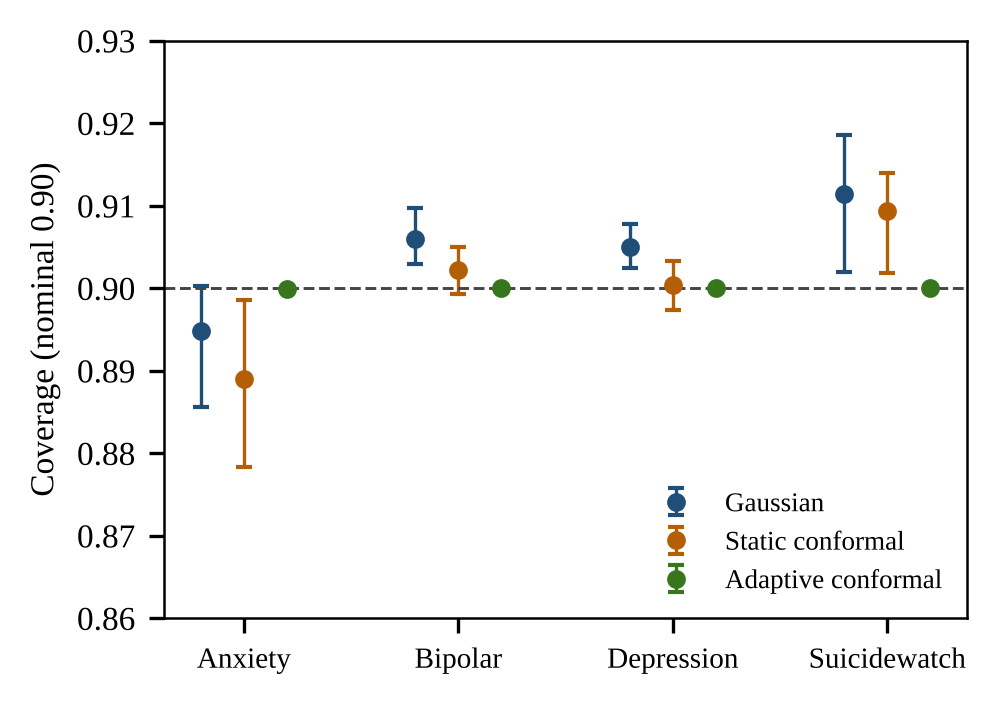 0.93
0.92
0.91
0.90
0.89
0.88
0.87
0.86
Coverage (nominal 0.90)
Gaussian
Static conformal
Adaptive conformal
Anxiety
Bipolar
Depression
Suicidewatch